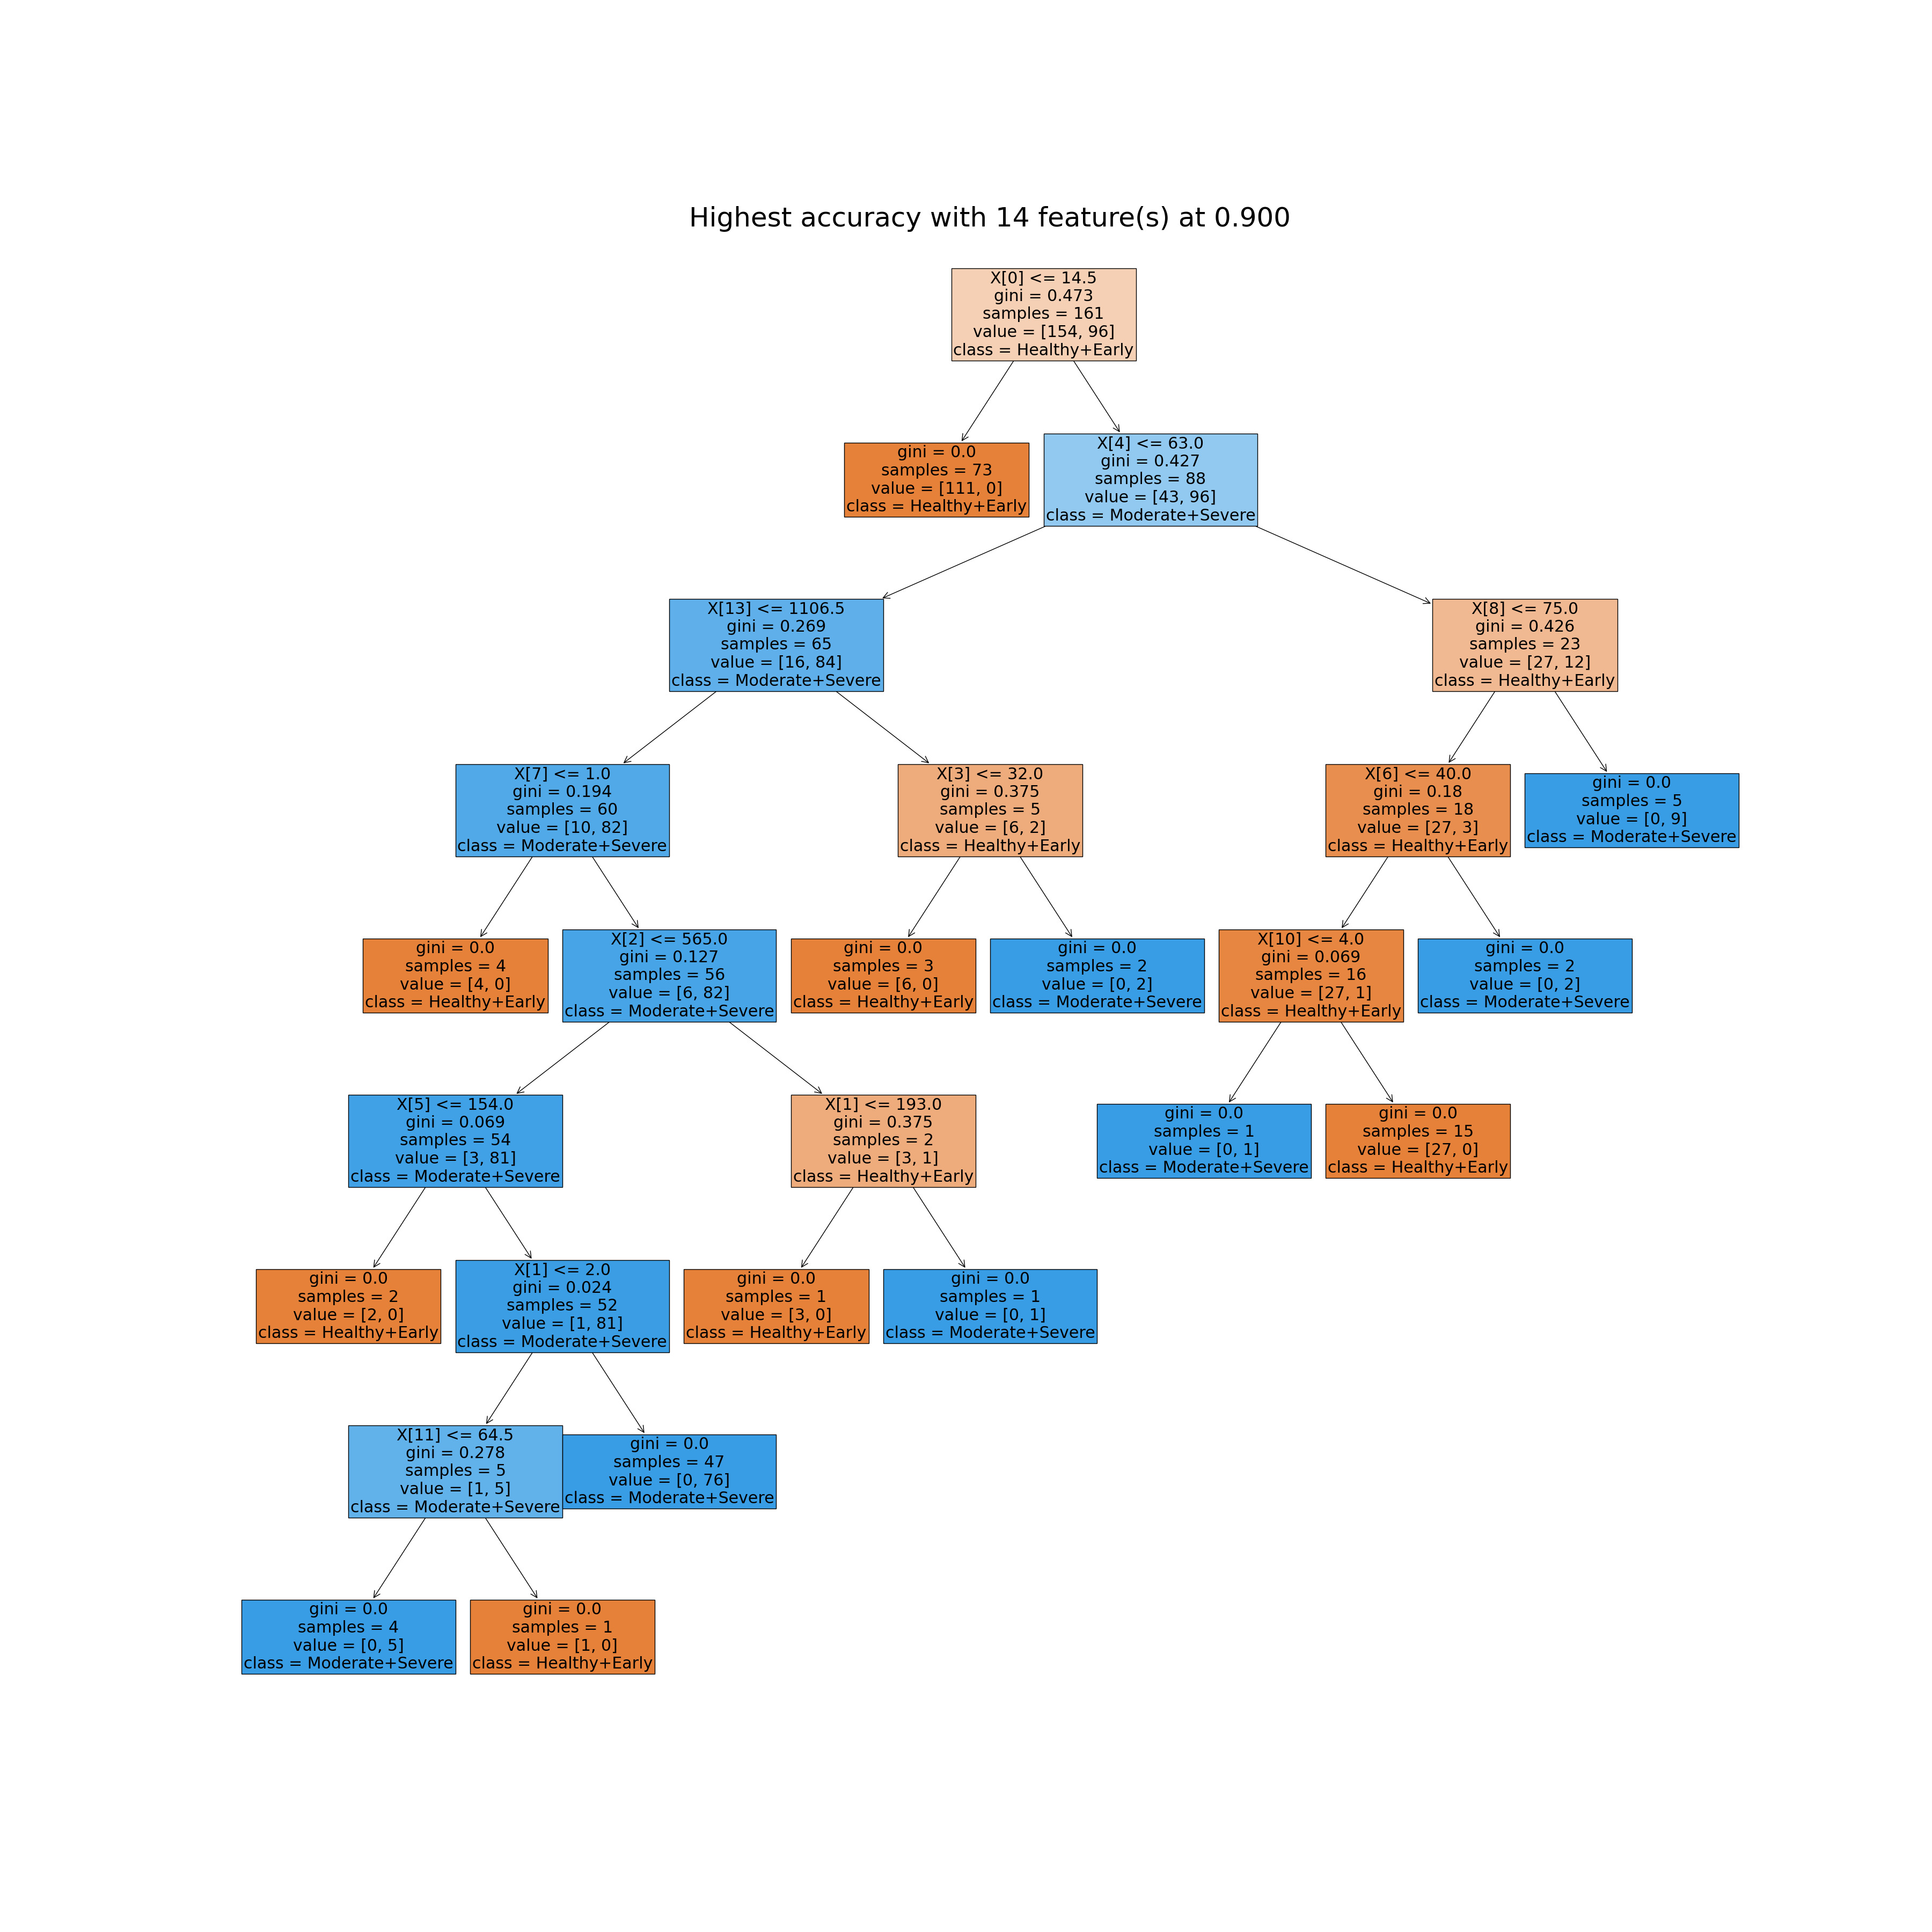 Highest accuracy with 14 feature(s) at 0.900
X[0] <= 14.5
gini = 0.473
samples = 161
value = [154, 96]
class = Healthy+Early
gini = 0.0
samples = 73
value = [111, 0]
class = Healthy+Early
X[4] <= 63.0
gini = 0.427
samples = 88
value = [43, 96]
class = Moderate+Severe
X[13] <= 1106.5
gini = 0.269
samples = 65
value = [16, 84]
class = Moderate+Severe
X[8] <= 75.0
gini = 0.426
samples = 23
value = [27, 12]
class = Healthy+Early
X[7] <= 1.0
gini = 0.194
samples = 60
value = [10, 82]
class = Moderate+Severe
X[3] <= 32.0
gini = 0.375
samples = 5
value = [6, 2]
class = Healthy+Early
X[6] <= 40.0
gini = 0.18
samples = 18
value = [27, 3]
class = Healthy+Early
gini = 0.0
samples = 5
value = [0, 9]
class = Moderate+Severe
gini = 0.0
samples = 4
value = [4, 0]
class = Healthy+Early
X[2] <= 565.0
gini = 0.127
samples = 56
value = [6, 82]
class = Moderate+Severe
gini = 0.0
samples = 3
value = [6, 0]
class = Healthy+Early
gini = 0.0
samples = 2
value = [0, 2]
class = Moderate+Severe
X[10] <= 4.0
gini = 0.069
samples = 16
value = [27, 1]
class = Healthy+Early
gini = 0.0
samples = 2
value = [0, 2]
class = Moderate+Severe
X[5] <= 154.0
gini = 0.069
samples = 54
value = [3, 81]
class = Moderate+Severe
X[1] <= 193.0
gini = 0.375
samples = 2
value = [3, 1]
class = Healthy+Early
gini = 0.0
samples = 1
value = [0, 1]
class = Moderate+Severe
gini = 0.0
samples = 15
value = [27, 0]
class = Healthy+Early
gini = 0.0
samples = 2
value = [2, 0]
class = Healthy+Early
X[1] <= 2.0
gini = 0.024
samples = 52
value = [1, 81]
class = Moderate+Severe
gini = 0.0
samples = 1
value = [3, 0]
class = Healthy+Early
gini = 0.0
samples = 1
value = [0, 1]
class = Moderate+Severe
X[11] <= 64.5
gini = 0.278
samples = 5
value = [1, 5]
class = Moderate+Severe
gini = 0.0
samples = 47
value = [0, 76]
class = Moderate+Severe
gini = 0.0
samples = 4
value = [0, 5]
class = Moderate+Severe
gini = 0.0
samples = 1
value = [1, 0]
class = Healthy+Early